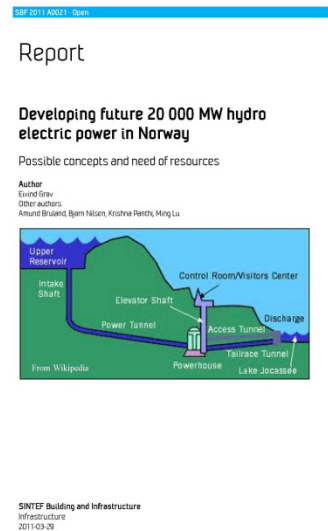 SBF 2011 A0021 - Open
Report
Developing future 20 000 MW hydro
electric power in Norway
Possible concepts and need of resources
Author
Eivind Grøv
Other authors
Amund Bruland, Bjørn Nilsen, Krishna Panthi, Ming Lu
Upper
Reservoir
Intake
Shaft
Control Room/Visitors Center
Elevator Shaft
Discharge
Power Tunnel
Access Tunnel
Tailrace Tunnel
From Wikipedia
Powerhouse
Lake Jocassee
SINTEF Building and Infrastructure
Infrastructure
2011-03-29